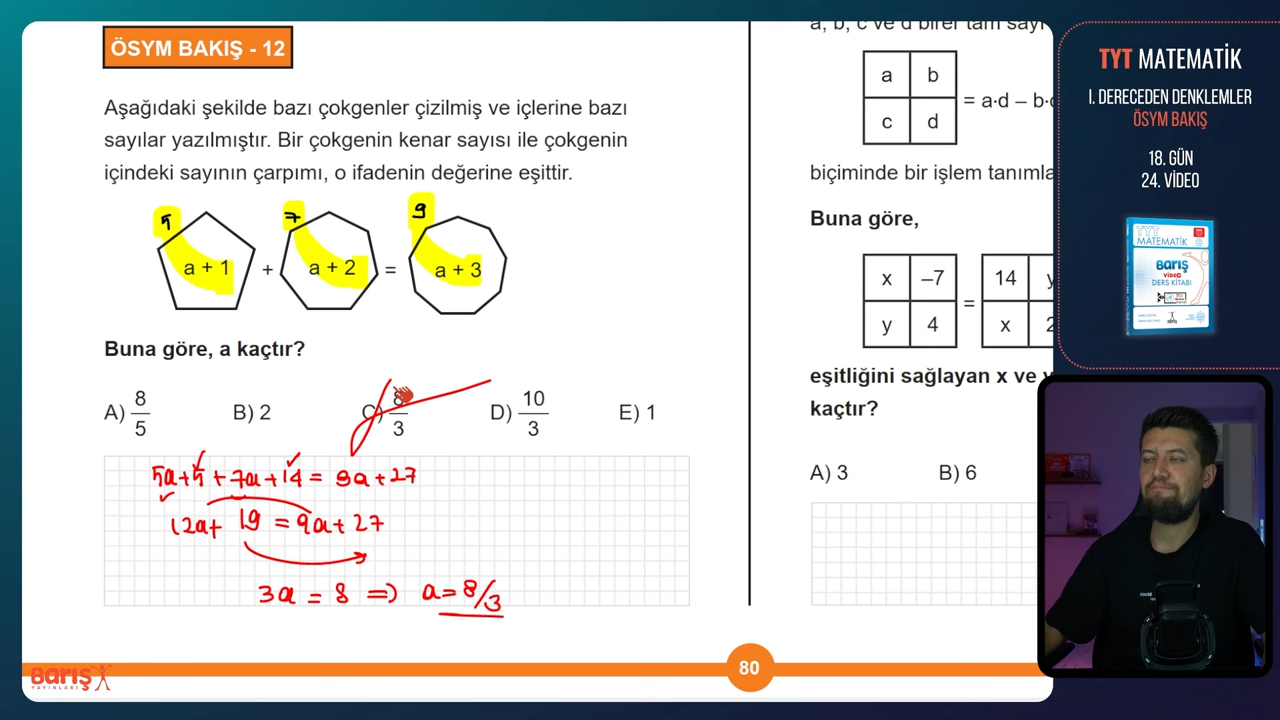 ÖSYM BAKIŞ - 12
Aşağıdaki şekilde bazı çokgenler çizilmiş ve içlerine bazı
sayılar yazılmıştır. Bir çokgenin kenar sayısı ile çokgenin
içindeki sayının çarpımı, o ifadenin değerine eşittir.
5 7 9
a + 1 + a + 2 = a + 3
Buna göre, a kaçtır?
A) 8/5 B) 2 C) 8/3 D) 10/3 E) 1
5a+5+7a+14 = 9a+27
12a+19 = 9a+27
3a = 8 ⇒ a = 8/3
a, b, c ve d birer tam sayı
a b
c d
= a·d – b·
biçiminde bir işlem tanımla
Buna göre,
x –7 = 14 y
y 4 x 2
eşitliğini sağlayan x ve y
kaçtır?
A) 3 B) 6
80
BARIŞ
YAYINLARI
TYT MATEMATİK
I. DERECEDEN DENKLEMLER
ÖSYM BAKIŞ
18. GÜN
24. VİDEO
TYT
MATEMATİK
BARIŞ
VİDEO
DERS KİTABI